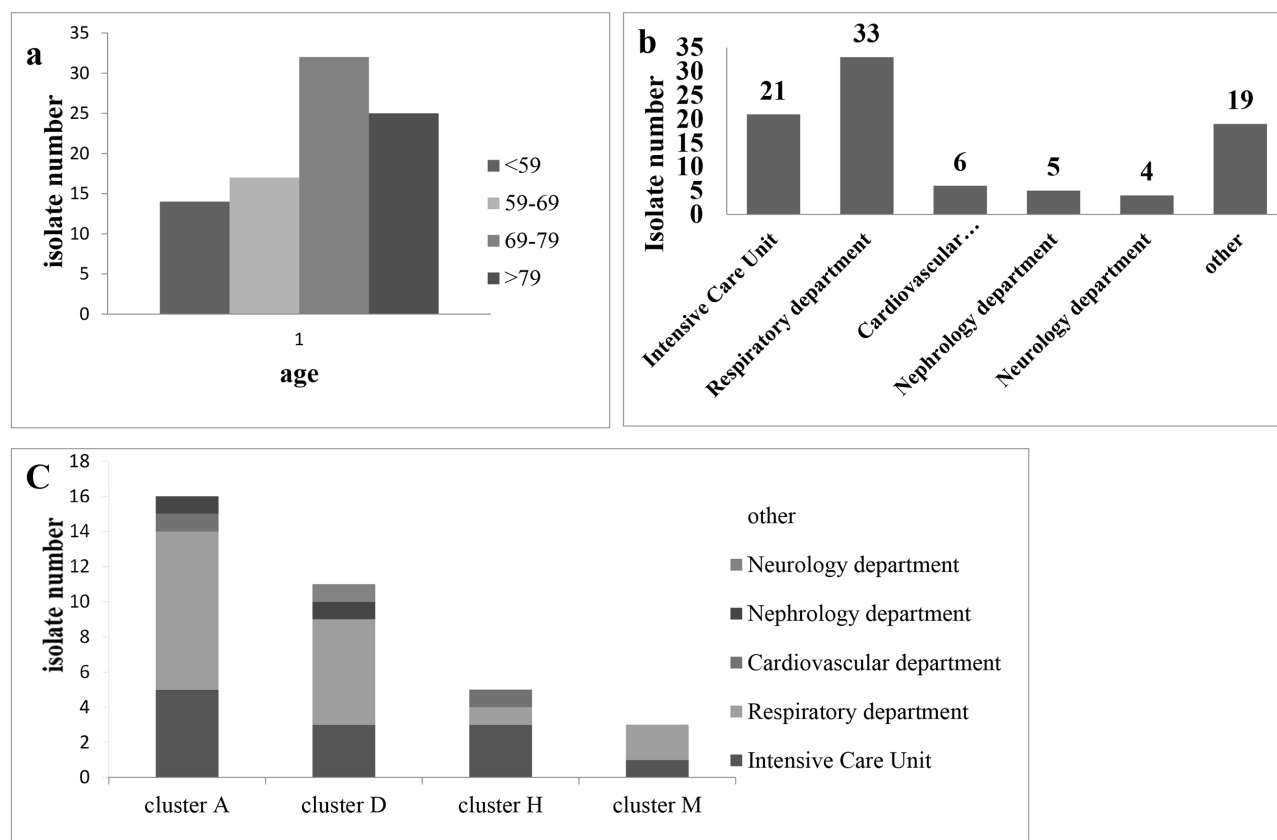 a
35
30
25
20
15
10
5
0
isolate number
1
age
<59
59-69
69-79
>79
b
35
30
25
20
15
10
5
0
Isolate number
21
33
6
5
4
19
Intensive Care Unit
Respiratory department
Cardiovascular…
Nephrology department
Neurology department
other
C
18
16
14
12
10
8
6
4
2
0
isolate number
cluster A
cluster D
cluster H
cluster M
other
Neurology department
Nephrology department
Cardiovascular department
Respiratory department
Intensive Care Unit